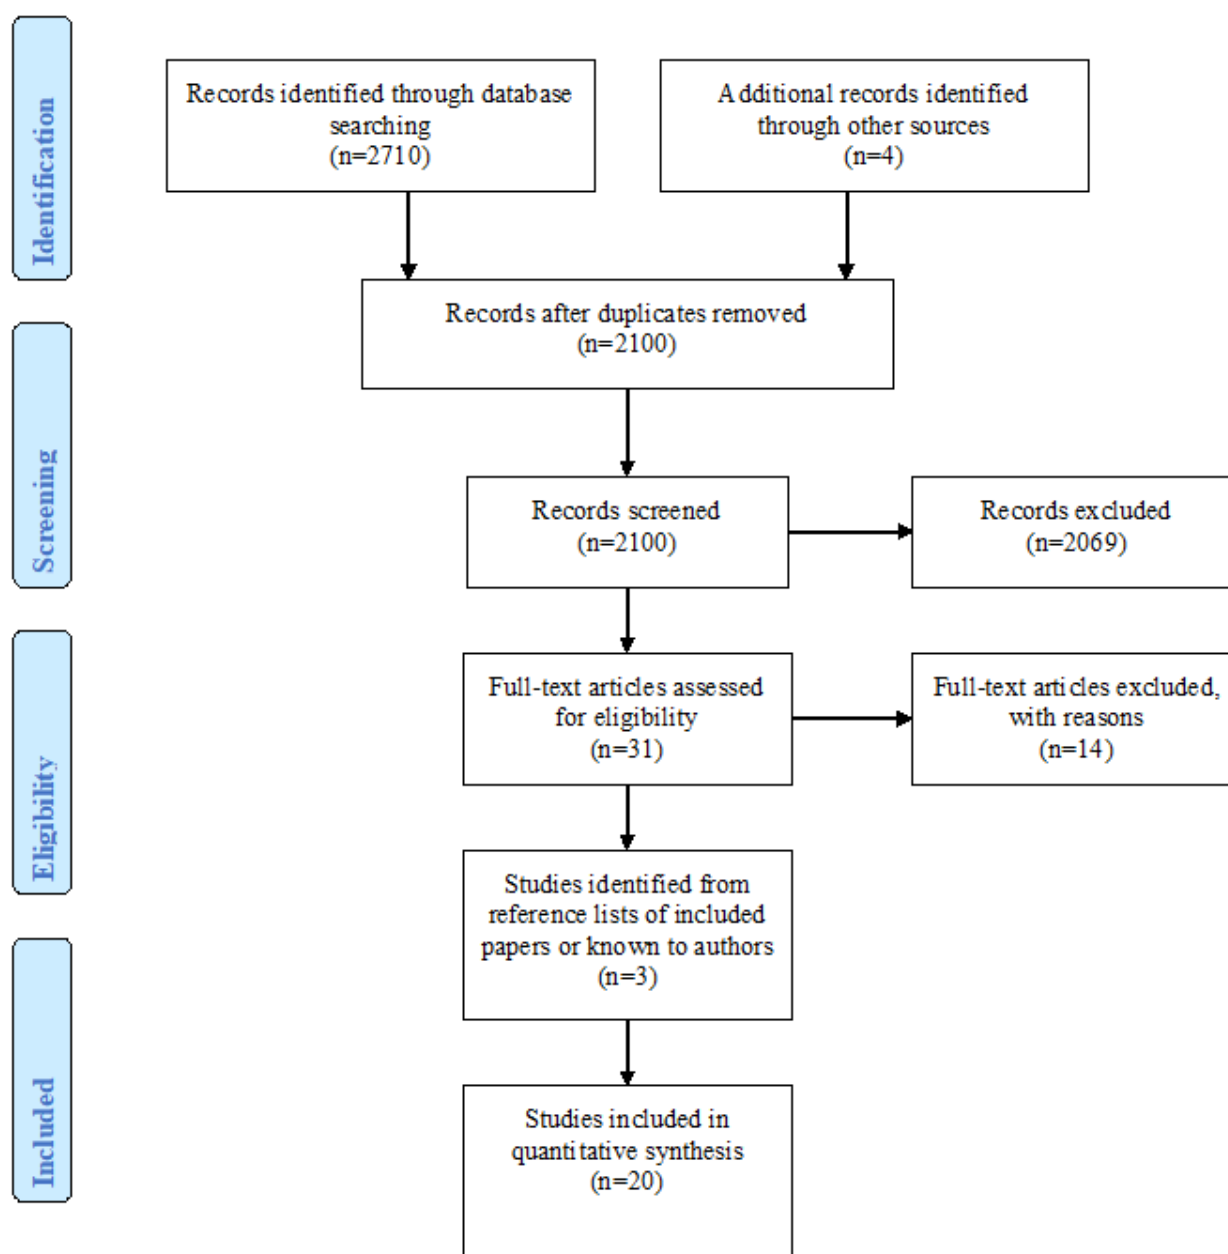 Identification
Records identified through database
searching
(n=2710)
Additional records identified
through other sources
(n=4)
Records after duplicates removed
(n=2100)
Screening
Records screened
(n=2100)
Records excluded
(n=2069)
Eligibility
Full-text articles assessed
for eligibility
(n=31)
Full-text articles excluded,
with reasons
(n=14)
Studies identified from
reference lists of included
papers or known to authors
(n=3)
Included
Studies included in
quantitative synthesis
(n=20)